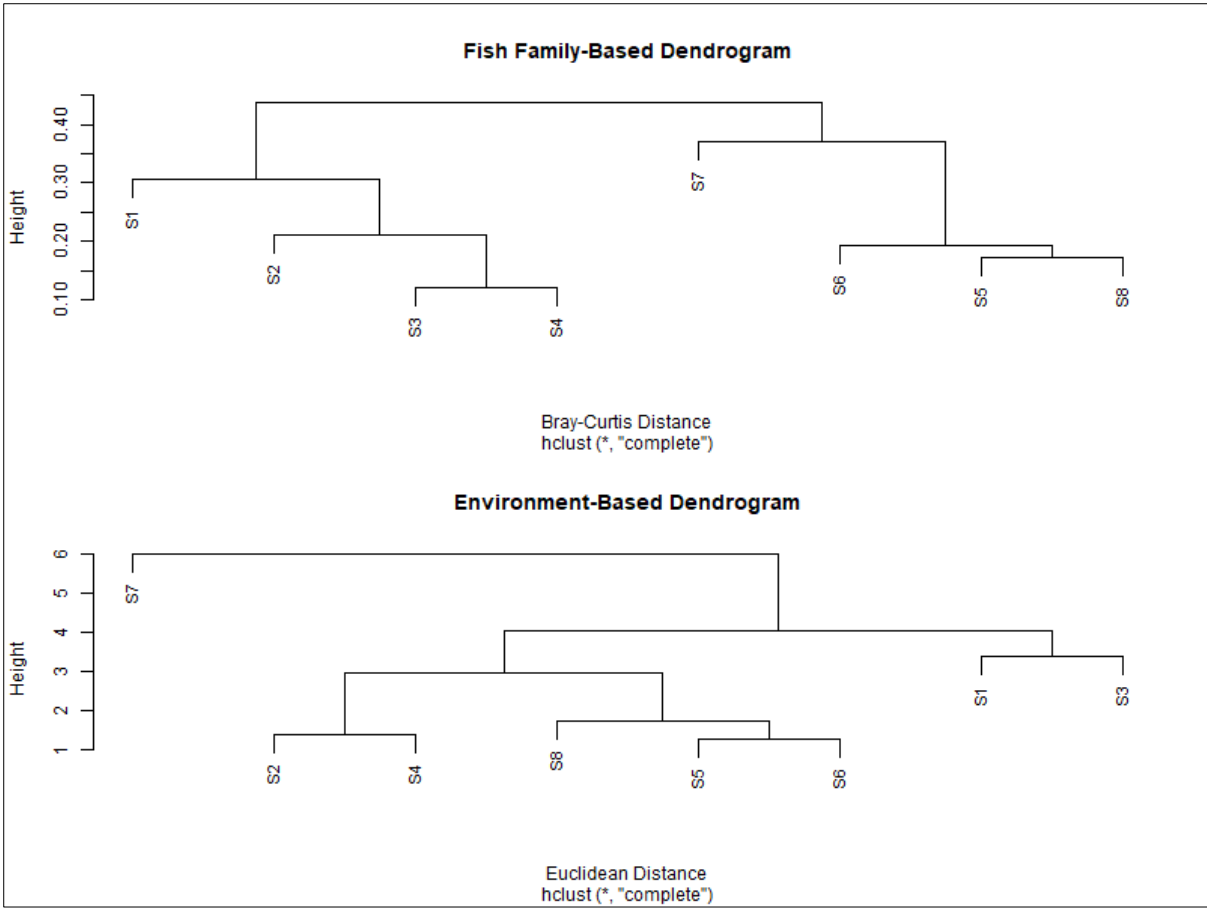 Fish Family-Based Dendrogram
Height
0.10 0.20 0.30 0.40
S1
S2
S3
S4
S7
S6
S5
S8
Bray-Curtis Distance
hclust (*, "complete")
Environment-Based Dendrogram
Height
1 2 3 4 5 6
S7
S2
S4
S8
S5
S6
S1
S3
Euclidean Distance
hclust (*, "complete")